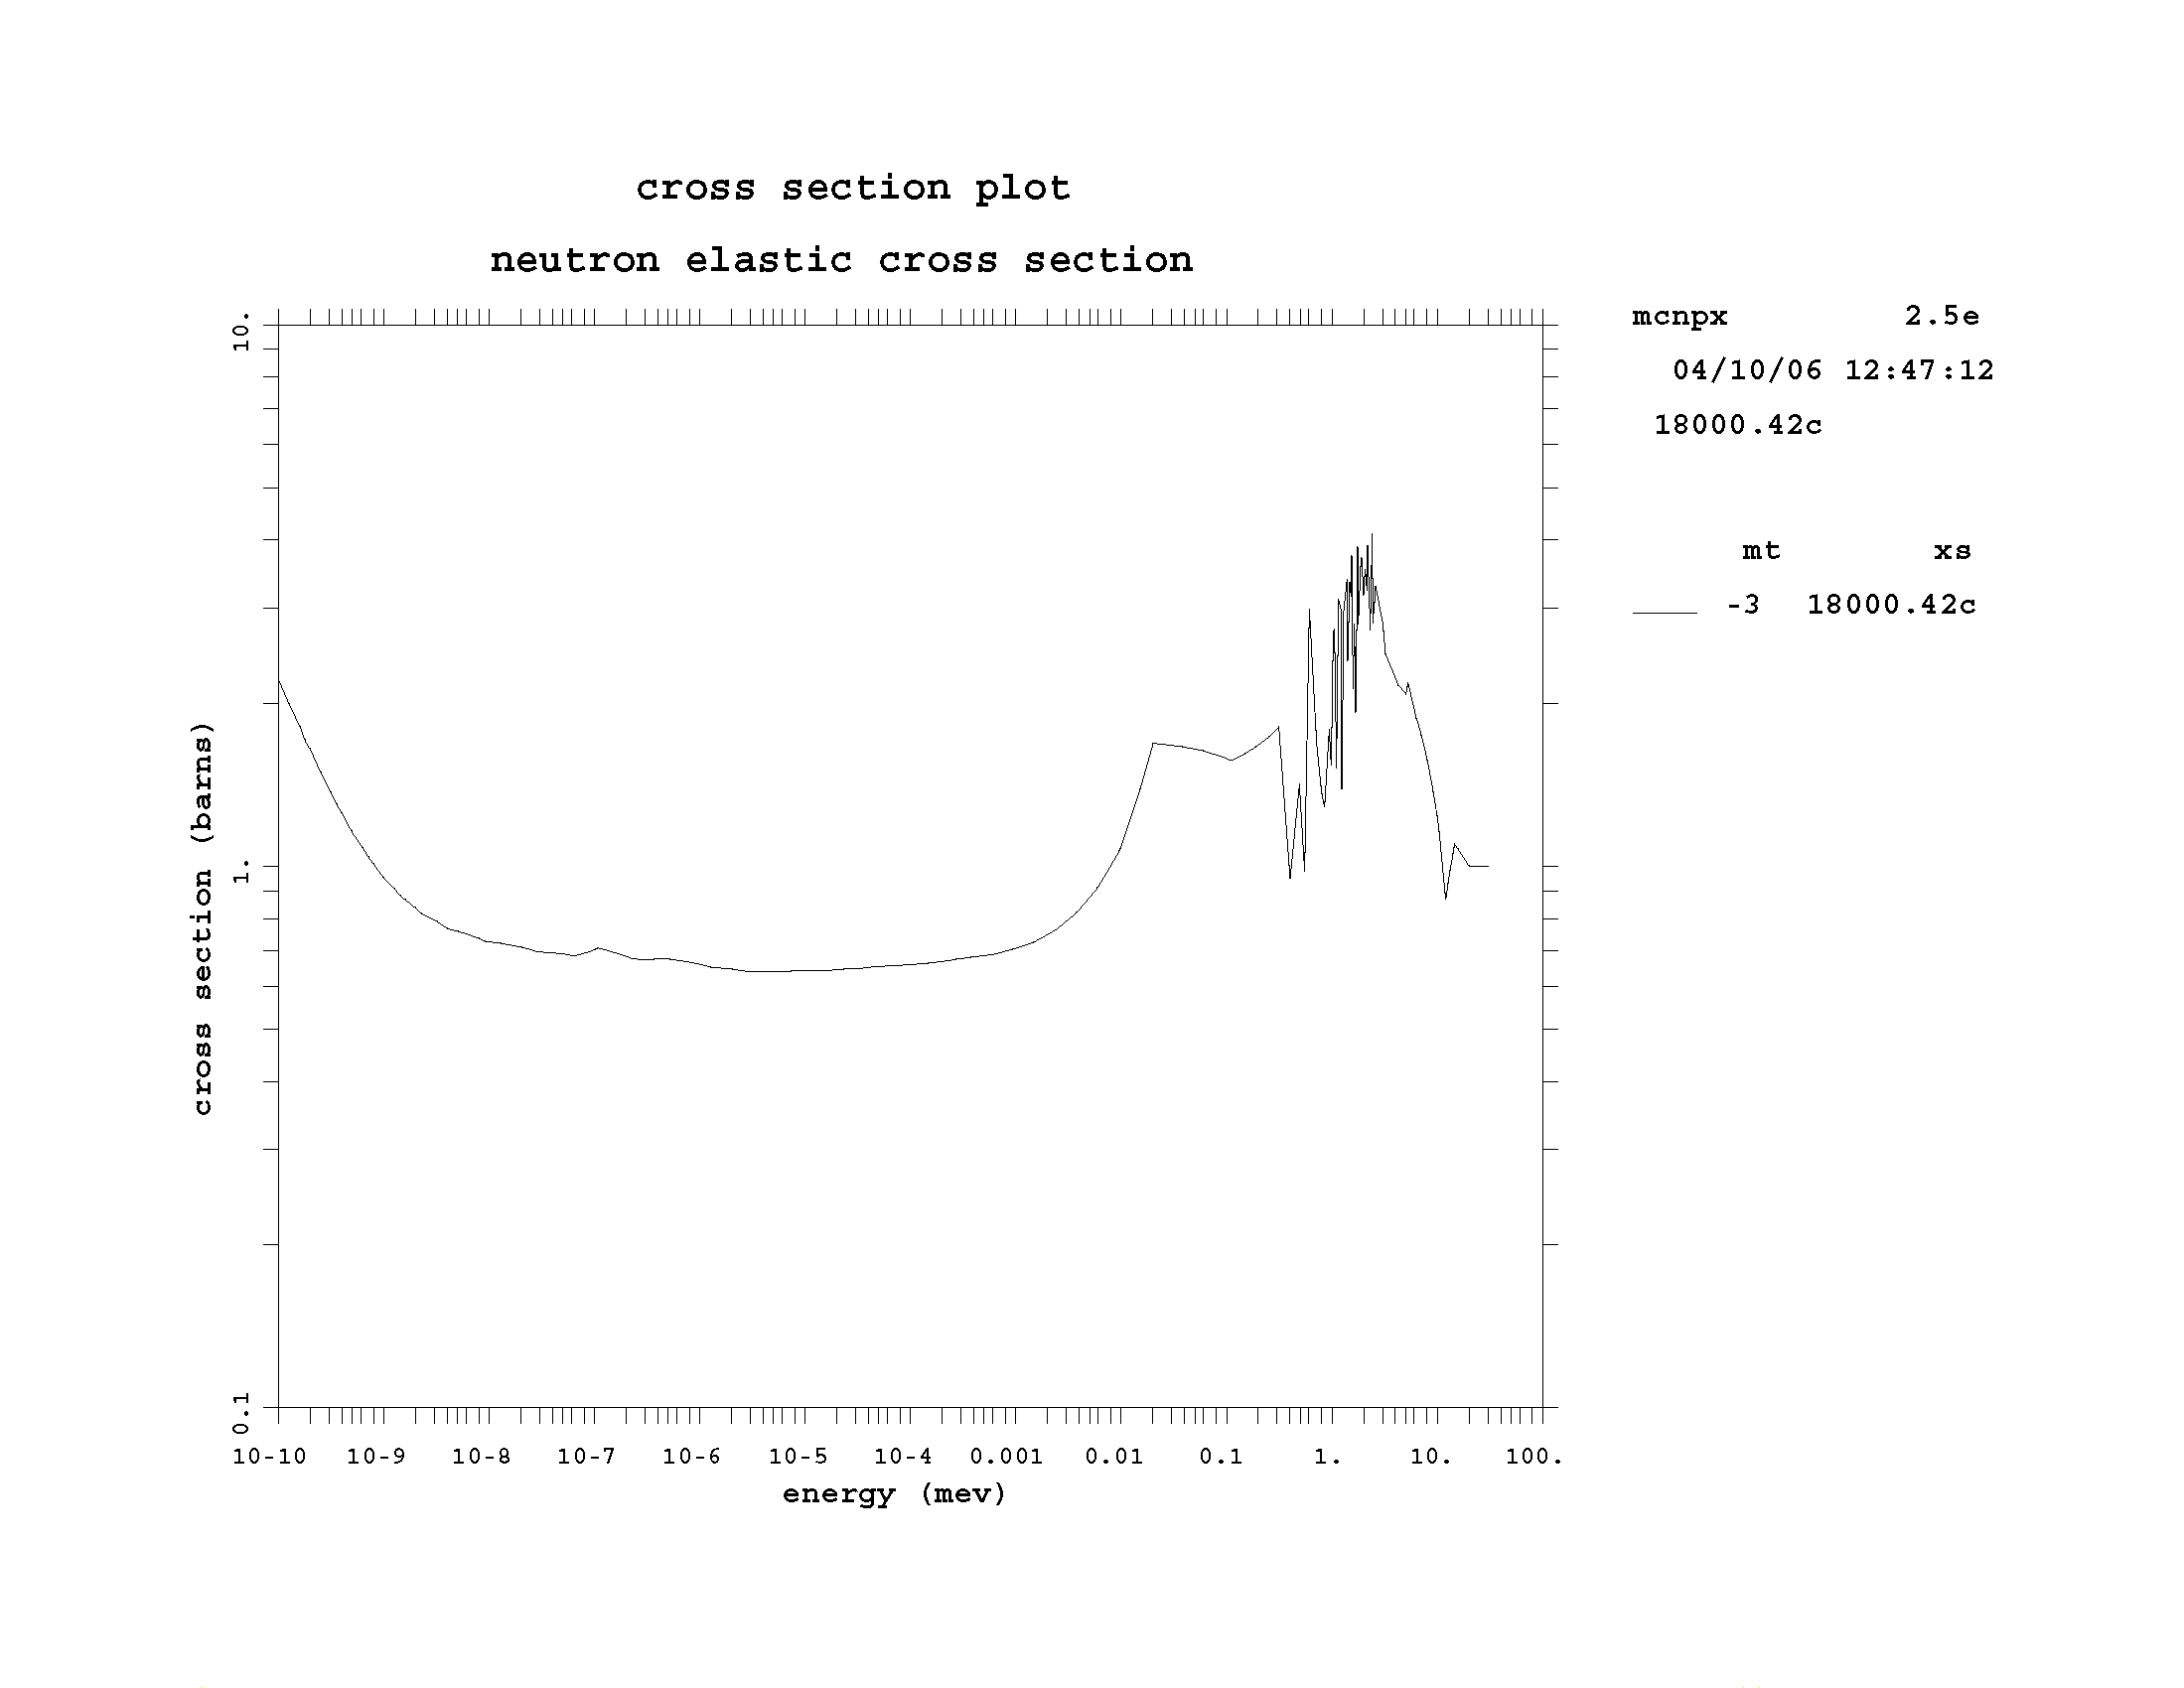 cross section plot
neutron elastic cross section
mcnpx 2.5e
04/10/06 12:47:12
18000.42c
mt xs
-3 18000.42c
cross section (barns)
10.
1.
0.1
10-10 10-9 10-8 10-7 10-6 10-5 10-4 0.001 0.01 0.1 1. 10. 100.
energy (mev)